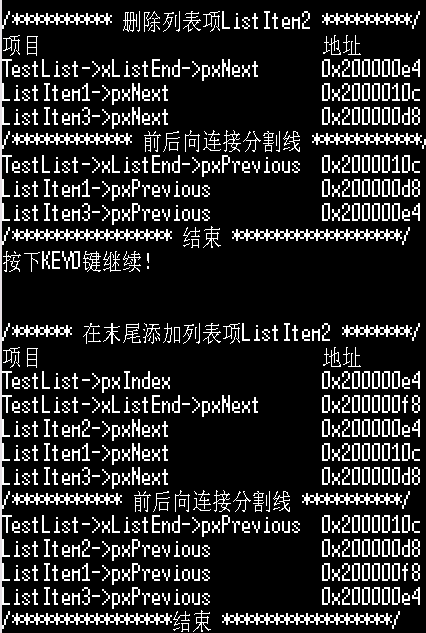 /********** 删除列表项ListItem2 *********/
项目 地址
TestList->xListEnd->pxNext 0x200000e4
ListItem1->pxNext 0x2000010c
ListItem3->pxNext 0x200000d8
/************ 前后向连接分割线 ***********/
TestList->xListEnd->pxPrevious 0x2000010c
ListItem1->pxPrevious 0x200000d8
ListItem3->pxPrevious 0x200000e4
/**************** 结束 *****************/
按下KEY0键继续!
/****** 在末尾添加列表项ListItem2 *******/
项目 地址
TestList->pxIndex 0x200000e4
TestList->xListEnd->pxNext 0x200000f8
ListItem2->pxNext 0x200000e4
ListItem1->pxNext 0x2000010c
ListItem3->pxNext 0x200000d8
/*********** 前后向连接分割线 **********/
TestList->xListEnd->pxPrevious 0x2000010c
ListItem2->pxPrevious 0x200000d8
ListItem1->pxPrevious 0x200000f8
ListItem3->pxPrevious 0x200000e4
/****************结束 *****************/